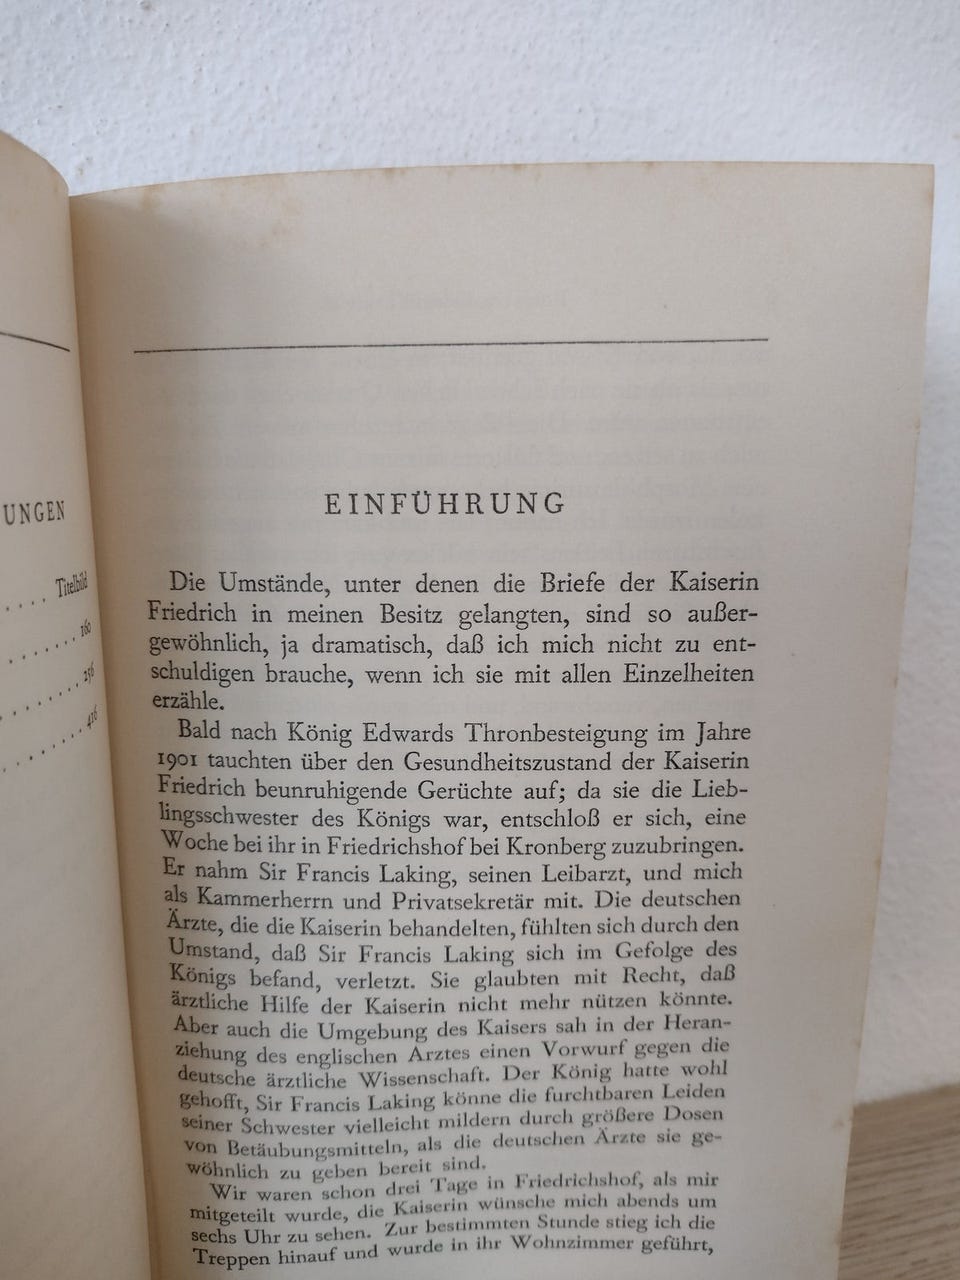 UNGEN
Titelbild
160
256
416
EINFÜHRUNG
Die Umstände, unter denen die Briefe der Kaiserin
Friedrich in meinen Besitz gelangten, sind so außer-
gewöhnlich, ja dramatisch, daß ich mich nicht zu ent-
schuldigen brauche, wenn ich sie mit allen Einzelheiten
erzähle.
Bald nach König Edwards Thronbesteigung im Jahre
1901 tauchten über den Gesundheitszustand der Kaiserin
Friedrich beunruhigende Gerüchte auf; da sie die Lieb-
lingsschwester des Königs war, entschloß er sich, eine
Woche bei ihr in Friedrichshof bei Kronberg zuzubringen.
Er nahm Sir Francis Laking, seinen Leibarzt, und mich
als Kammerherrn und Privatsekretär mit. Die deutschen
Ärzte, die die Kaiserin behandelten, fühlten sich durch den
Umstand, daß Sir Francis Laking sich im Gefolge des
Königs befand, verletzt. Sie glaubten mit Recht, daß
ärztliche Hilfe der Kaiserin nicht mehr nützen könnte.
Aber auch die Umgebung des Kaisers sah in der Heran-
ziehung des englischen Arztes einen Vorwurf gegen die
deutsche ärztliche Wissenschaft. Der König hatte wohl
gehofft, Sir Francis Laking könne die furchtbaren Leiden
seiner Schwester vielleicht mildern durch größere Dosen
von Betäubungsmitteln, als die deutschen Ärzte sie ge-
wöhnlich zu geben bereit sind.
Wir waren schon drei Tage in Friedrichshof, als mir
mitgeteilt wurde, die Kaiserin wünsche mich abends um
sechs Uhr zu sehen. Zur bestimmten Stunde stieg ich die
Treppen hinauf und wurde in ihr Wohnzimmer geführt,